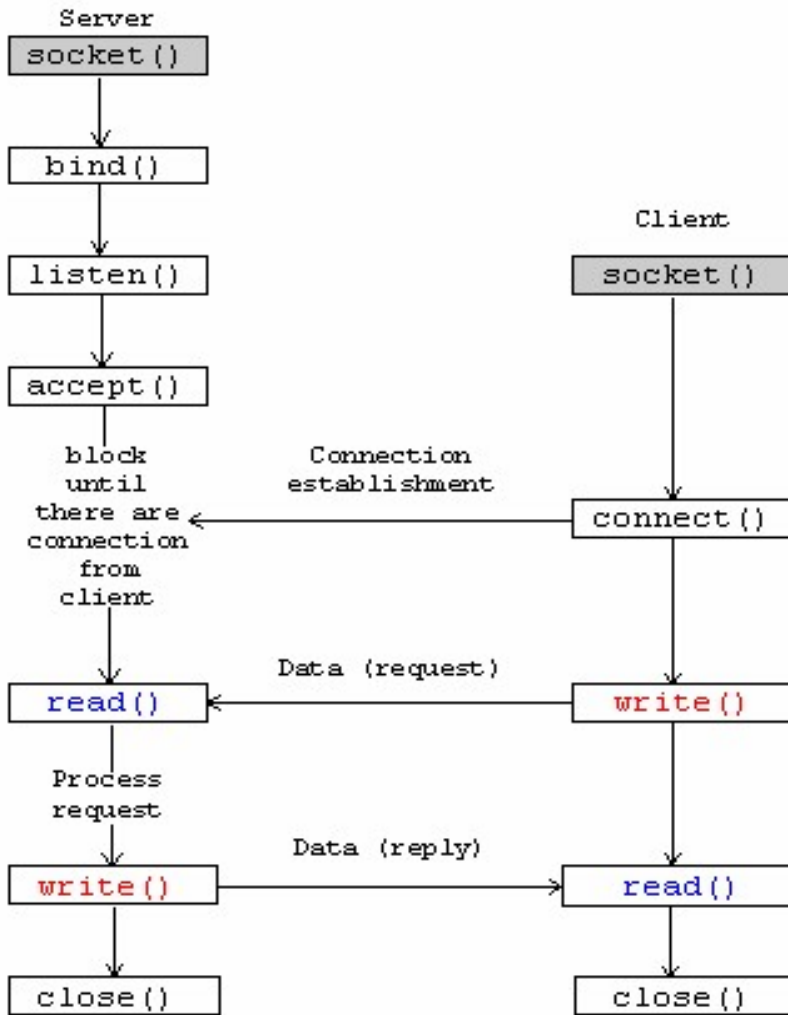 Server
socket()
bind()
Client
listen()
socket()
accept()
block
until
there are
connection
from
client
Connection
establishment
connect()
Data (request)
read()
write()
Process
request
Data (reply)
write()
read()
close()
close()